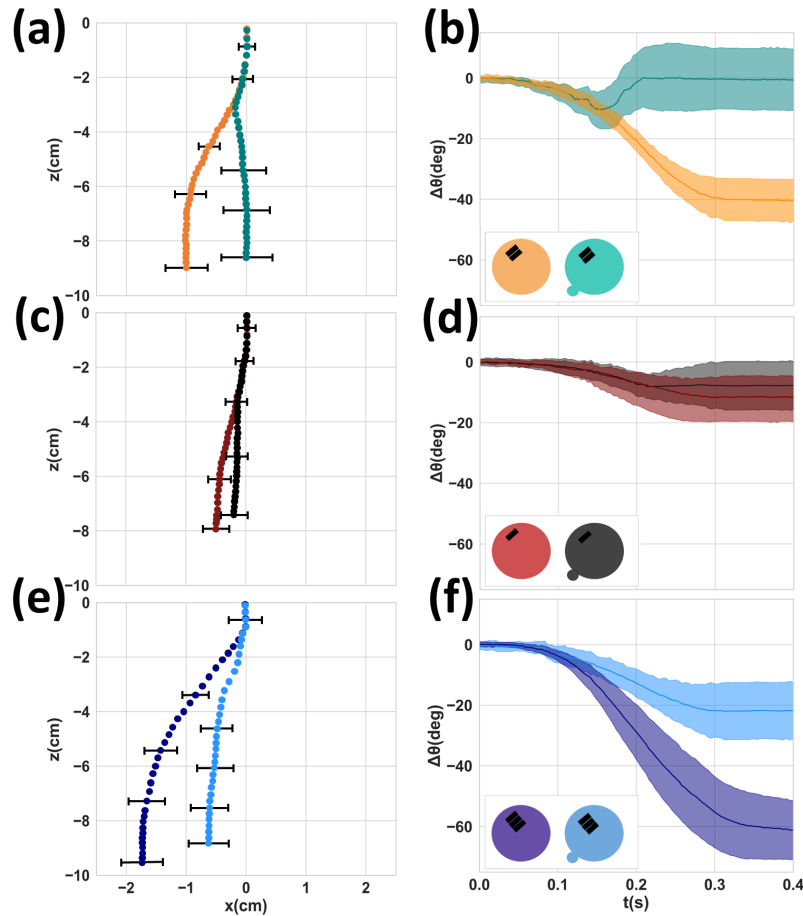 (a)
0
−2
−4
−6
−8
−10
z(cm)
(b)
0
−20
−40
−60
Δθ(deg)
(c)
0
−2
−4
−6
−8
−10
z(cm)
(d)
0
−20
−40
−60
Δθ(deg)
(e)
0
−2
−4
−6
−8
−10
z(cm)
−2 −1 0 1 2
x(cm)
(f)
0
−20
−40
−60
Δθ(deg)
0.0 0.1 0.2 0.3 0.4
t(s)